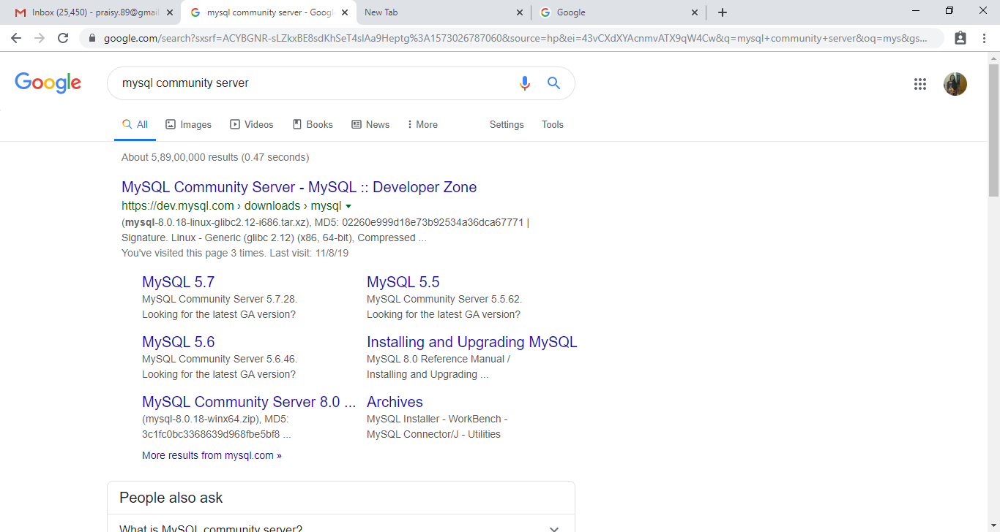 Inbox (25,450) - praisy.89@gmail
mysql community server - Googl
New Tab
Google
google.com/search?sxsrf=ACYBGNR-sLZkxBE8sdKhSeT4slAa9Heptg%3A1573026787060&source=hp&ei=43vCXdXYAcnmvATX9qW4Cw&q=mysql+community+server&oq=mys&gs...
Google
mysql community server
All Images Videos Books News More Settings Tools
About 5,89,00,000 results (0.47 seconds)
MySQL Community Server - MySQL :: Developer Zone
https://dev.mysql.com › downloads › mysql
(mysql-8.0.18-linux-glibc2.12-i686.tar.xz), MD5: 02260e999d18e73b92534a36dca67771 |
Signature. Linux - Generic (glibc 2.12) (x86, 64-bit), Compressed ...
You've visited this page 3 times. Last visit: 11/8/19
MySQL 5.7
MySQL Community Server 5.7.28.
Looking for the latest GA version?
MySQL 5.5
MySQL Community Server 5.5.62.
Looking for the latest GA version?
MySQL 5.6
MySQL Community Server 5.6.46.
Looking for the latest GA version?
Installing and Upgrading MySQL
MySQL 8.0 Reference Manual /
Installing and Upgrading ...
MySQL Community Server 8.0 ...
(mysql-8.0.18-winx64.zip), MD5:
3c1fc0bc3368639d968fbe5bf8 ...
Archives
MySQL Installer - WorkBench -
MySQL Connector/J - Utilities
More results from mysql.com »
People also ask
What is MySQL community server?